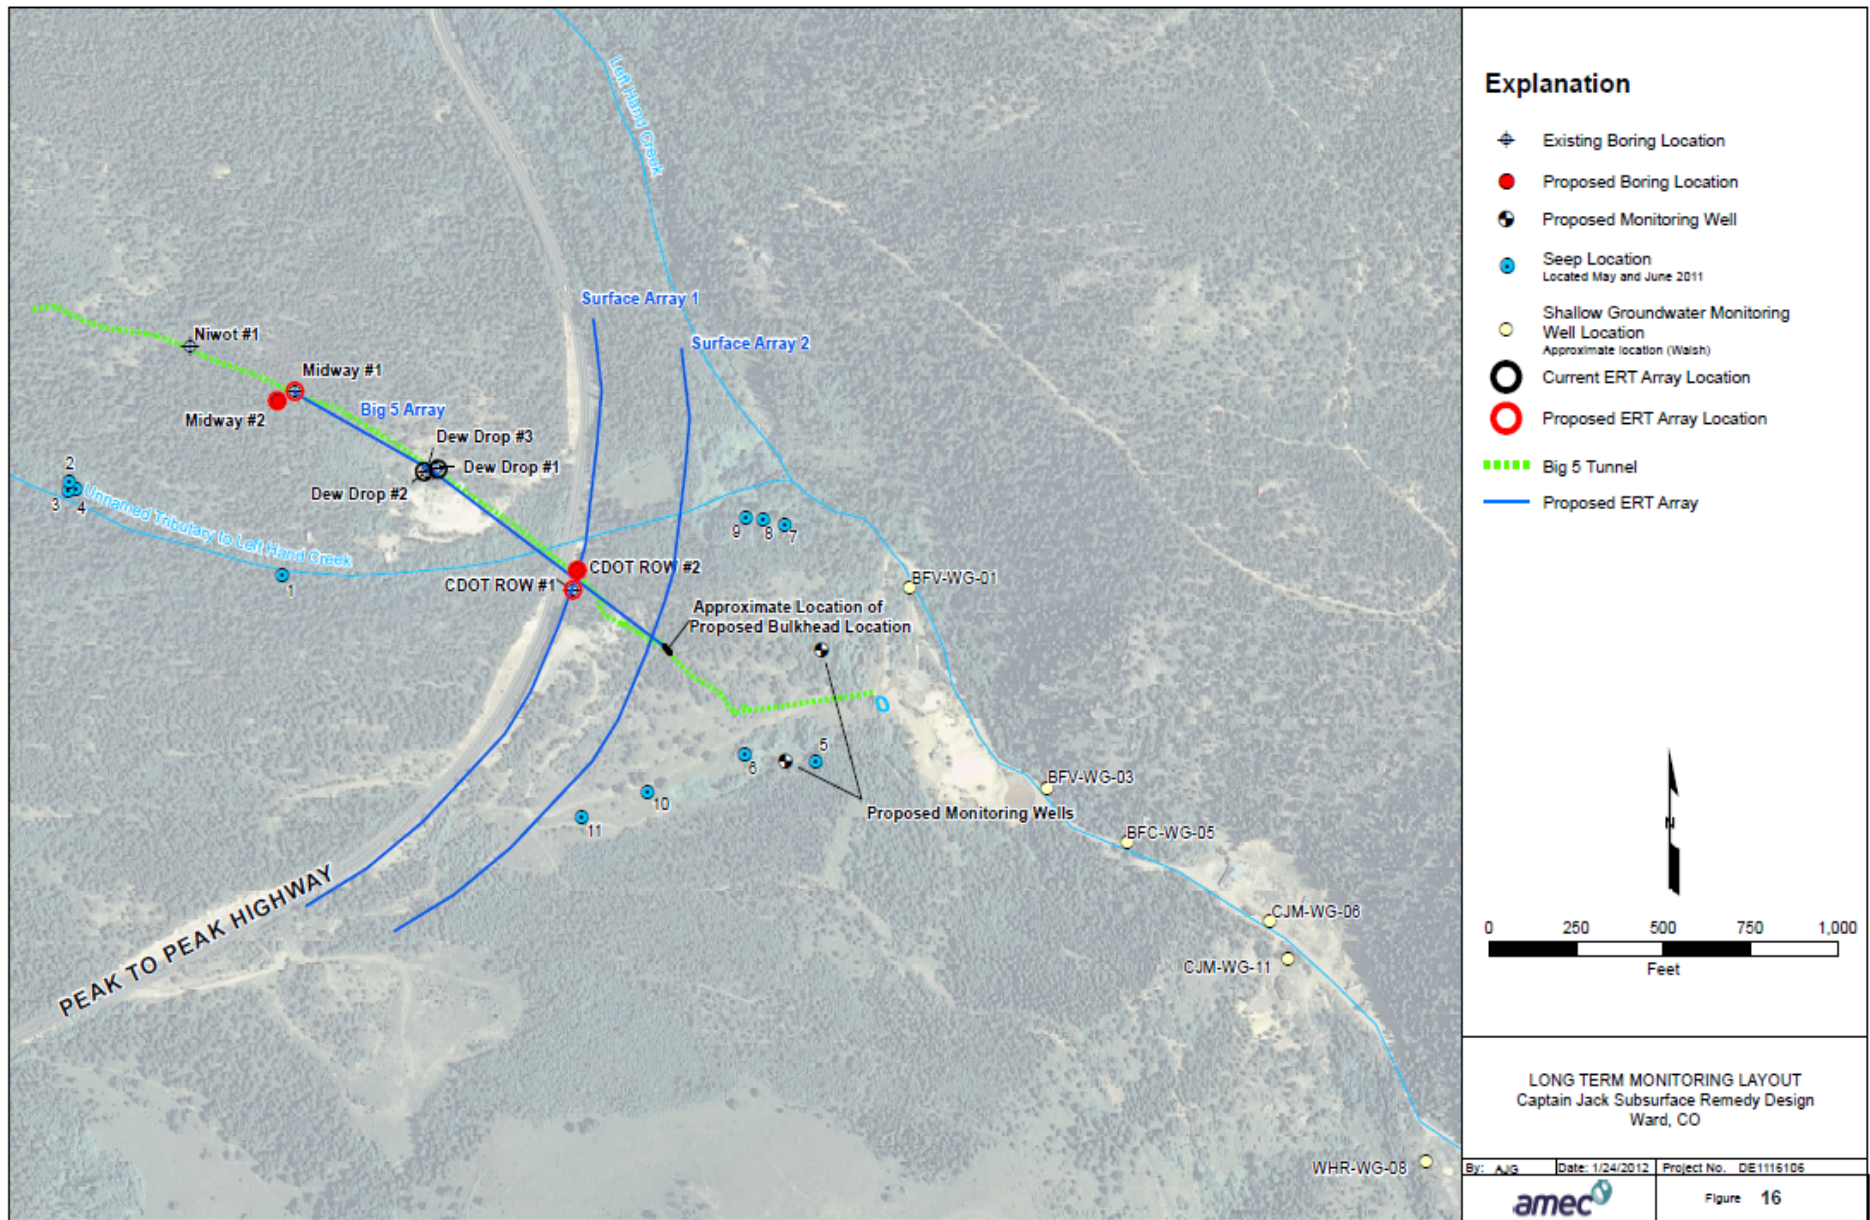 Left Hand Creek
Surface Array 1
Surface Array 2
Niwot #1
Midway #1
Midway #2
Big 5 Array
Dew Drop #3
Dew Drop #1
Dew Drop #2
2
3
4
Unnamed Tributary to Left Hand Creek
1
9
8
7
CDOT ROW #2
CDOT ROW #1
BFV-WG-01
Approximate Location of
Proposed Bulkhead Location
6
5
10
11
Proposed Monitoring Wells
BFV-WG-03
BFC-WG-05
PEAK TO PEAK HIGHWAY
CJM-WG-06
CJM-WG-11
WHR-WG-08
Explanation
Existing Boring Location
Proposed Boring Location
Proposed Monitoring Well
Seep Location
Located May and June 2011
Shallow Groundwater Monitoring
Well Location
Approximate location (Walsh)
Current ERT Array Location
Proposed ERT Array Location
Big 5 Tunnel
Proposed ERT Array
N
0 250 500 750 1,000
Feet
LONG TERM MONITORING LAYOUT
Captain Jack Subsurface Remedy Design
Ward, CO
By: AJG Date: 1/24/2012 Project No. DE1116106
amec Figure 16